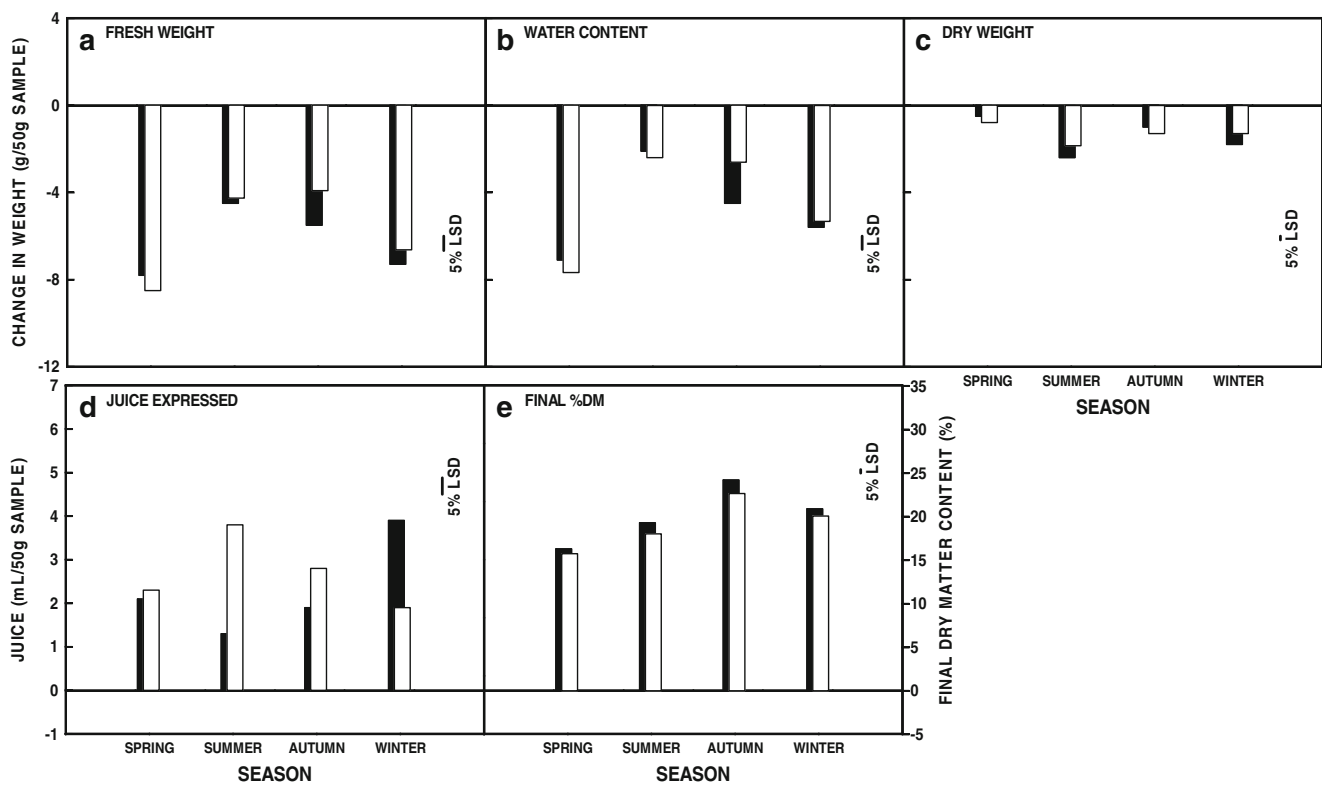 a FRESH WEIGHT
b WATER CONTENT
c DRY WEIGHT
CHANGE IN WEIGHT (g/50g SAMPLE)
4
0
-4
-8
-12
5% LSD
5% LSD
5% LSD
SPRING SUMMER AUTUMN WINTER
SEASON
d JUICE EXPRESSED
e FINAL %DM
JUICE (mL/50g SAMPLE)
7
6
5
4
3
2
1
0
-1
5% LSD
5% LSD
35
30
25
20
15
10
5
0
-5
FINAL DRY MATTER CONTENT (%)
SPRING SUMMER AUTUMN WINTER
SEASON
SPRING SUMMER AUTUMN WINTER
SEASON